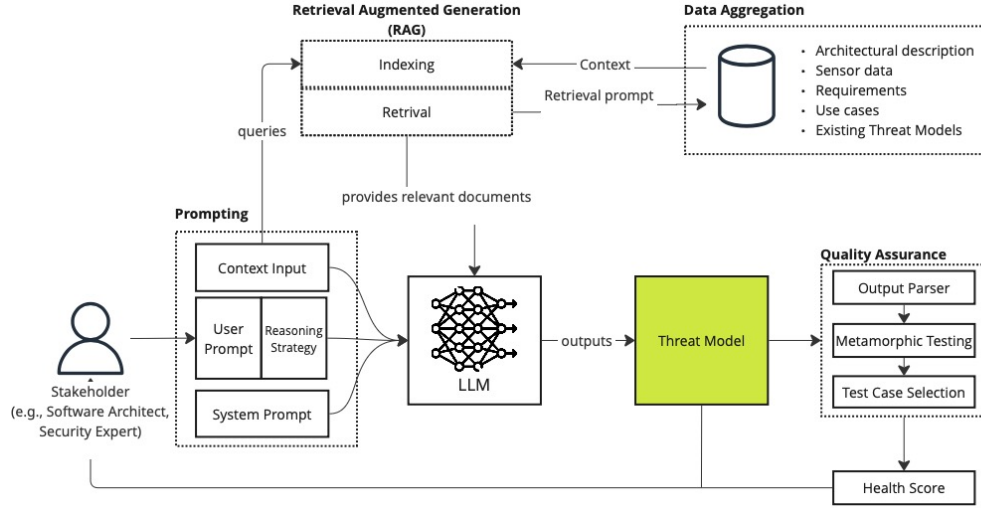 Retrieval Augmented Generation
(RAG)
Indexing
Retrival
Data Aggregation
• Architectural description
• Sensor data
• Requirements
• Use cases
• Existing Threat Models
Context
Retrieval prompt
queries
provides relevant documents
Prompting
Context Input
User
Prompt
Reasoning
Strategy
System Prompt
Stakeholder
(e.g., Software Architect,
Security Expert)
LLM
outputs
Threat Model
Quality Assurance
Output Parser
Metamorphic Testing
Test Case Selection
Health Score